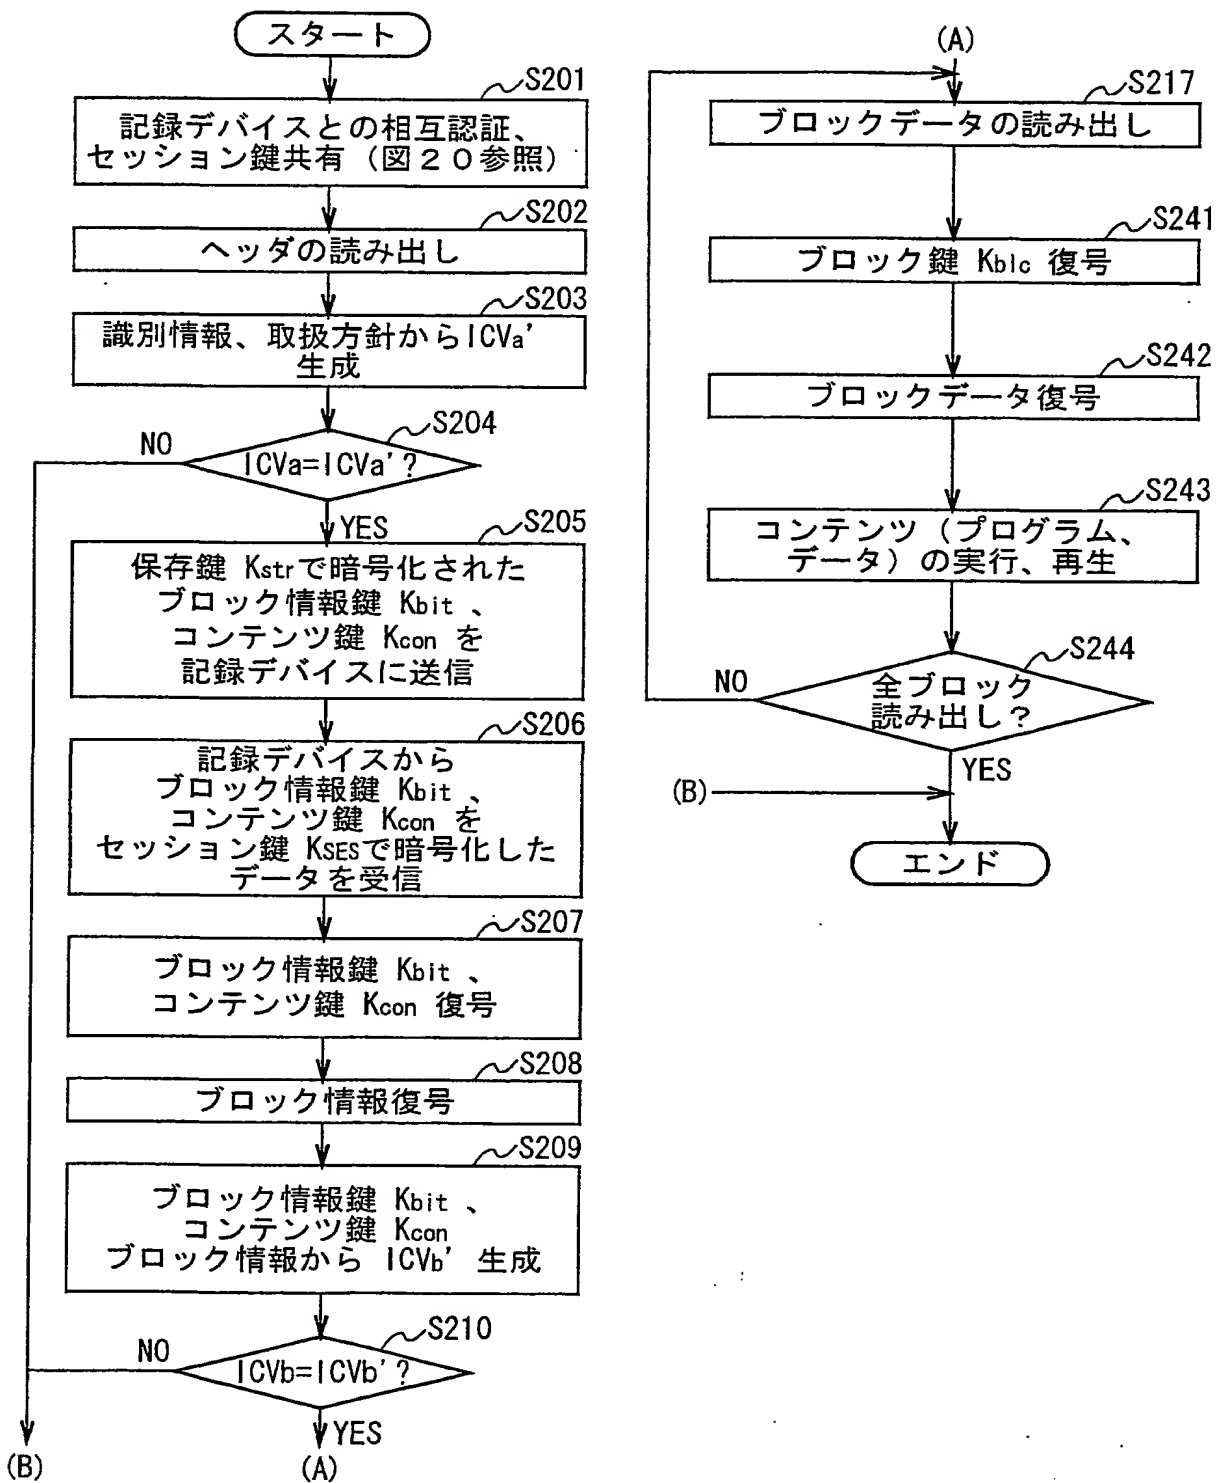 スタート
S201
記録デバイスとの相互認証、
セッション鍵共有（図２０参照）
S202
ヘッダの読み出し
S203
識別情報、取扱方針からICVa'
生成
S204
NO
ICVa=ICVa'?
YES
S205
保存鍵 Kstrで暗号化された
ブロック情報鍵 Kbit 、
コンテンツ鍵 Kcon を
記録デバイスに送信
S206
記録デバイスから
ブロック情報鍵 Kbit 、
コンテンツ鍵 Kcon を
セッション鍵 KSESで暗号化した
データを受信
S207
ブロック情報鍵 Kbit 、
コンテンツ鍵 Kcon 復号
S208
ブロック情報復号
S209
ブロック情報鍵 Kbit 、
コンテンツ鍵 Kcon
ブロック情報から ICVb' 生成
S210
NO
ICVb=ICVb'?
YES
(B)
(A)
(A)
S217
ブロックデータの読み出し
S241
ブロック鍵 Kblc 復号
S242
ブロックデータ復号
S243
コンテンツ（プログラム、
データ）の実行、再生
S244
NO
全ブロック
読み出し？
YES
(B)
エンド